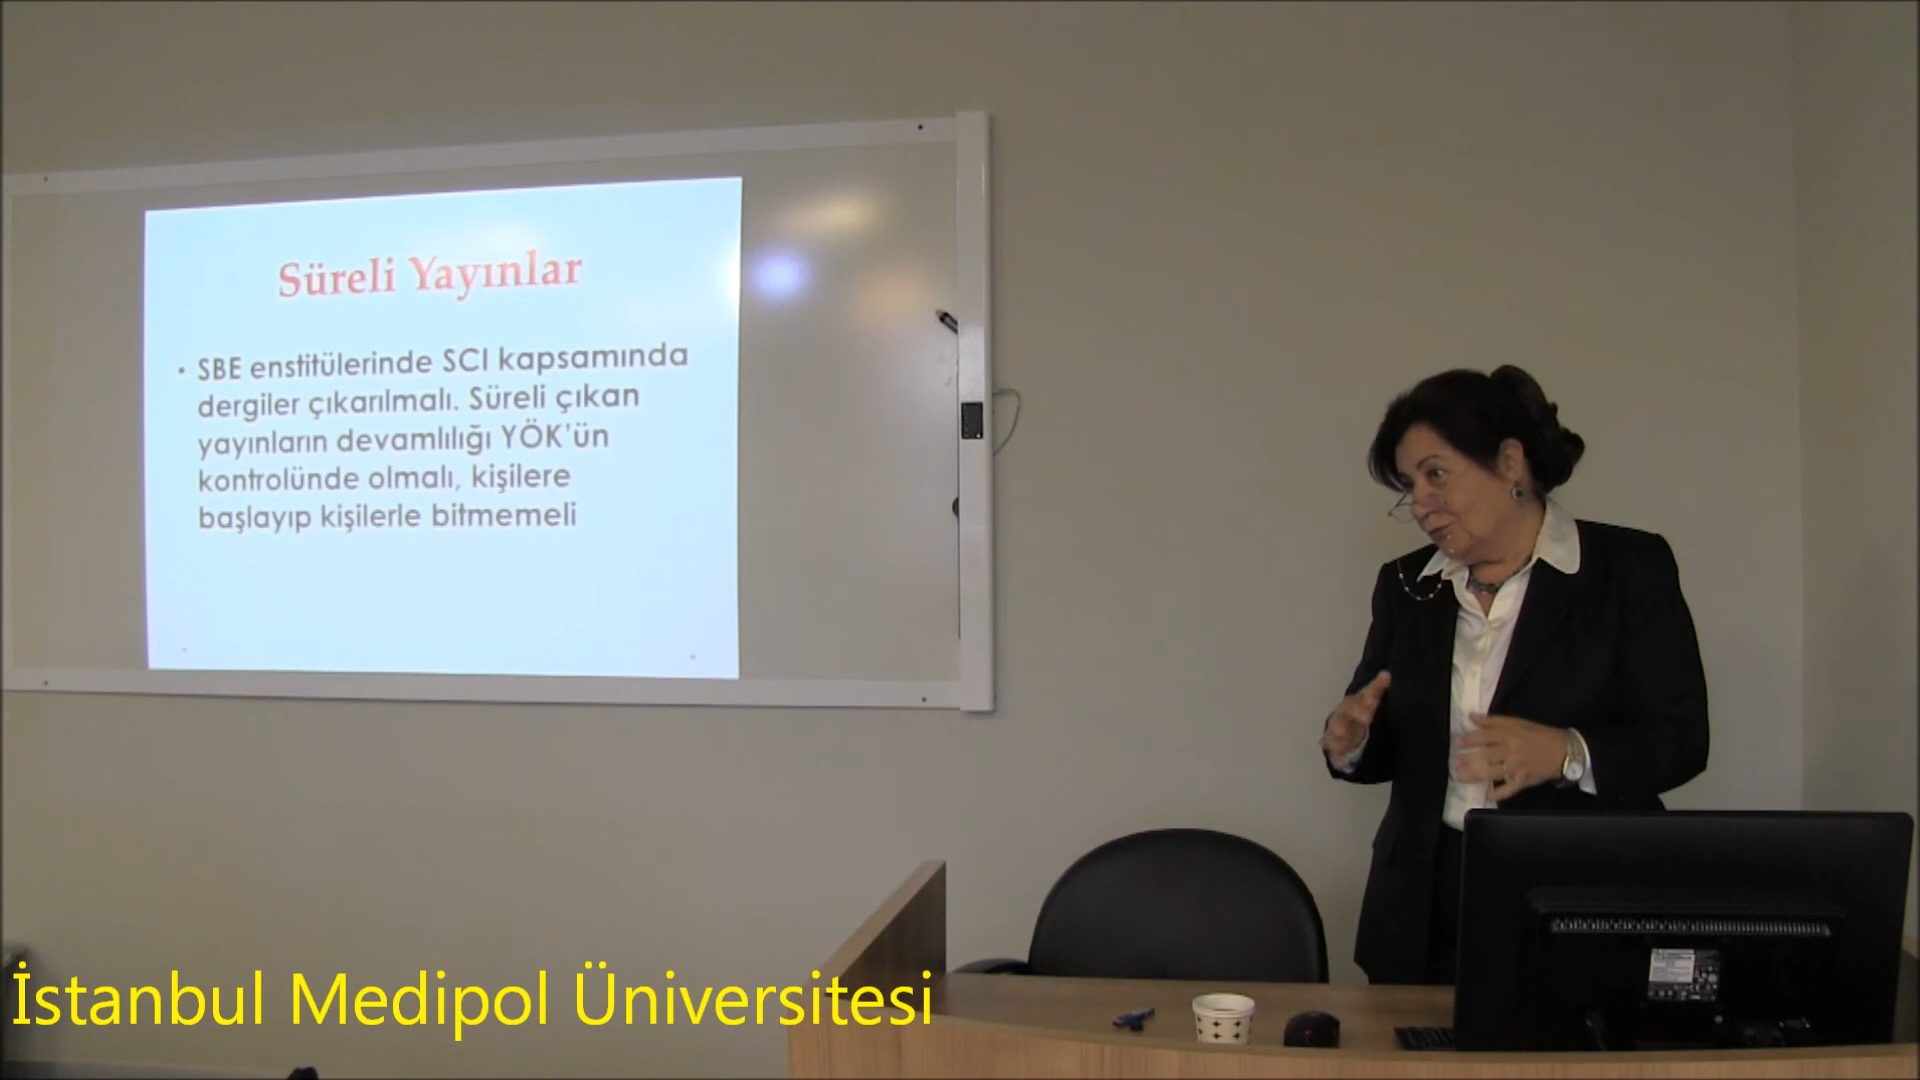 Süreli Yayınlar
• SBE enstitülerinde SCI kapsamında
dergiler çıkarılmalı. Süreli çıkan
yayınların devamlılığı YÖK'ün
kontrolünde olmalı, kişilere
başlayıp kişilerle bitmemeli
İstanbul Medipol Üniversitesi